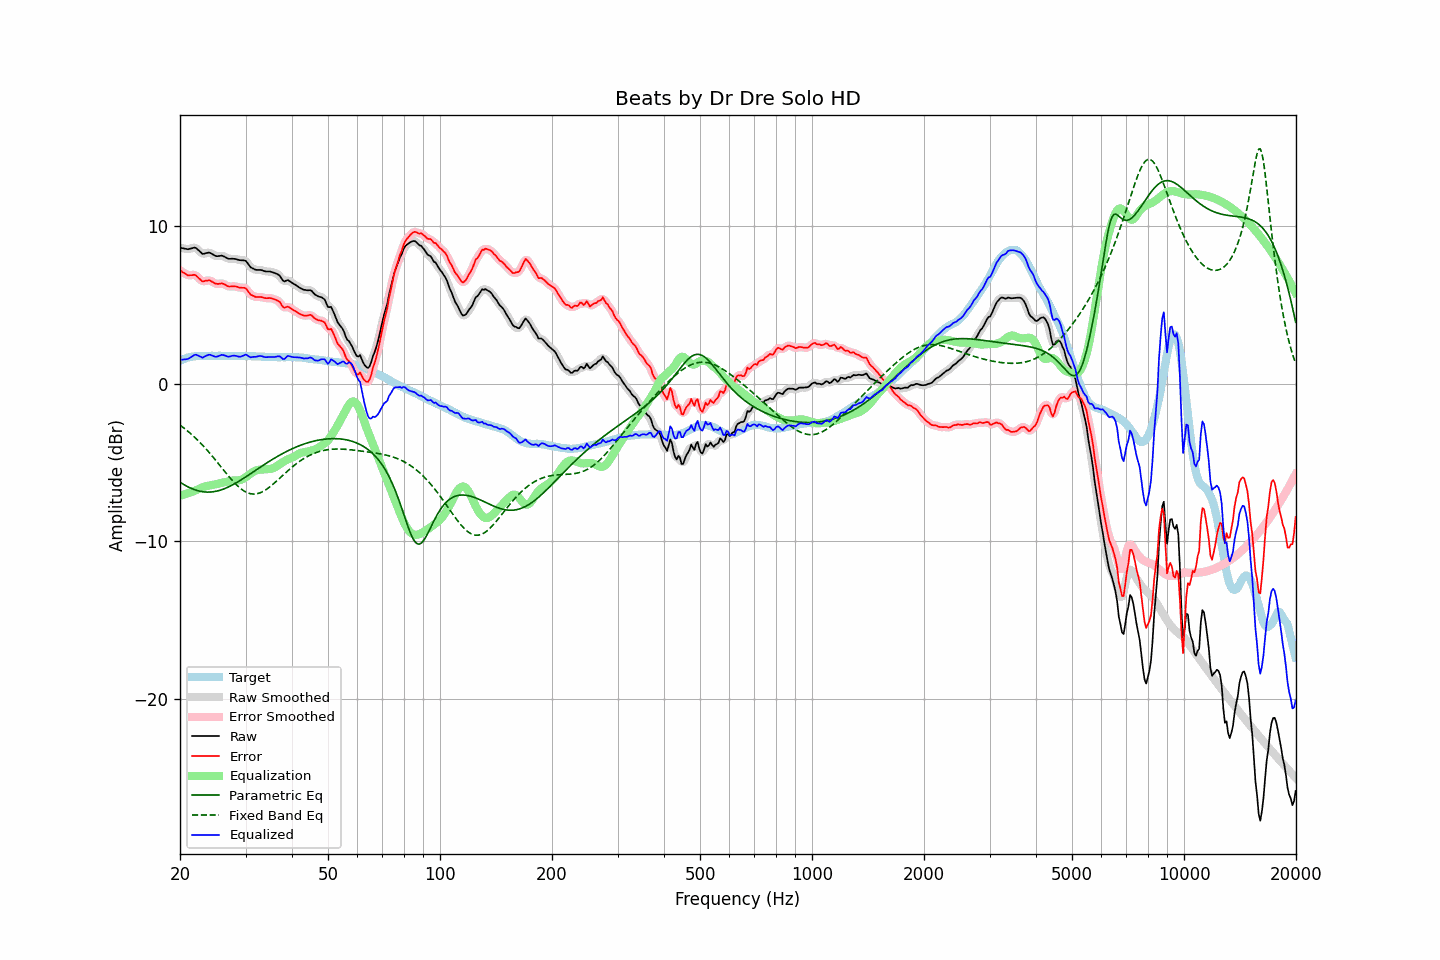 Beats by Dr Dre Solo HD
Amplitude (dBr)
10
0
−10
−20
Target
Raw Smoothed
Error Smoothed
Raw
Error
Equalization
Parametric Eq
Fixed Band Eq
Equalized
20 50 100 200 500 1000 2000 5000 10000 20000
Frequency (Hz)